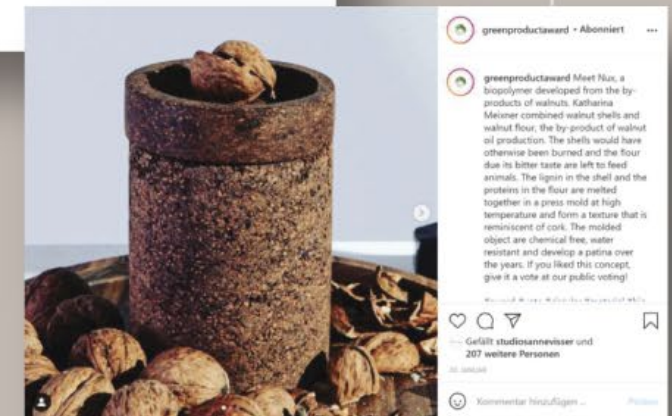 greenproductaward • Abonniert
greenproductaward Meet Nux, a
biopolymer developed from the by-
products of walnuts. Katharina
Meixner combined walnut shells and
walnut flour; the by-product of walnut
oil production. The shells would have
otherwise been burned and the flour
due its bitter taste are left to feed
animals. The lignin in the shell and the
proteins in the flour are melted
together in a press mold at high
temperature and form a texture that is
reminiscent of cork. The molded
object are chemical free, water
resistant and develop a patina over
the years. If you liked this concept,
give it a vote at our public voting!
Gefällt studiosannevisser und
207 weitere Personen
Kommentar hinzufügen ...